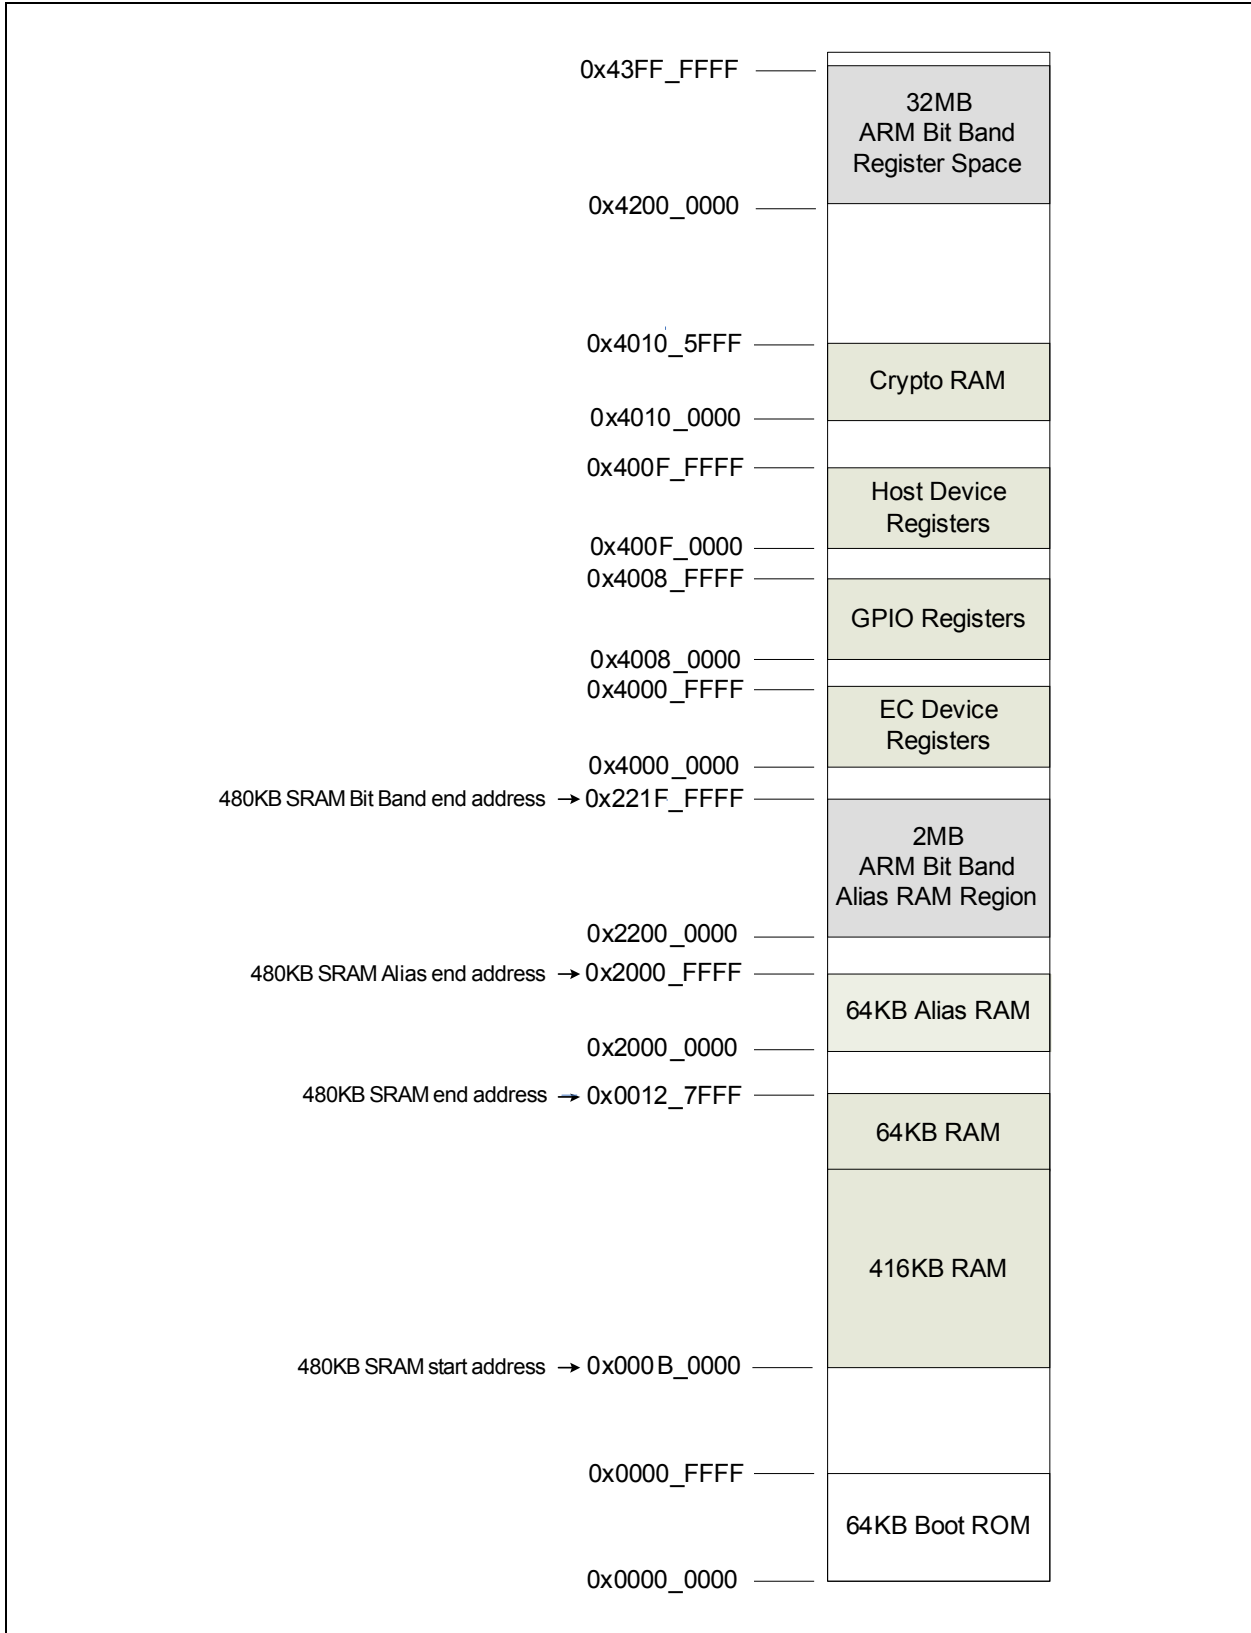 0x43FF_FFFF
32MB
ARM Bit Band
Register Space
0x4200_0000
0x4010_5FFF
Crypto RAM
0x4010_0000
0x400F_FFFF
Host Device
Registers
0x400F_0000
0x4008_FFFF
GPIO Registers
0x4008_0000
0x4000_FFFF
EC Device
Registers
0x4000_0000
480KB SRAM Bit Band end address → 0x221F_FFFF
2MB
ARM Bit Band
Alias RAM Region
0x2200_0000
480KB SRAM Alias end address → 0x2000_FFFF
64KB Alias RAM
0x2000_0000
480KB SRAM end address → 0x0012_7FFF
64KB RAM
416KB RAM
480KB SRAM start address → 0x000B_0000
0x0000_FFFF
64KB Boot ROM
0x0000_0000